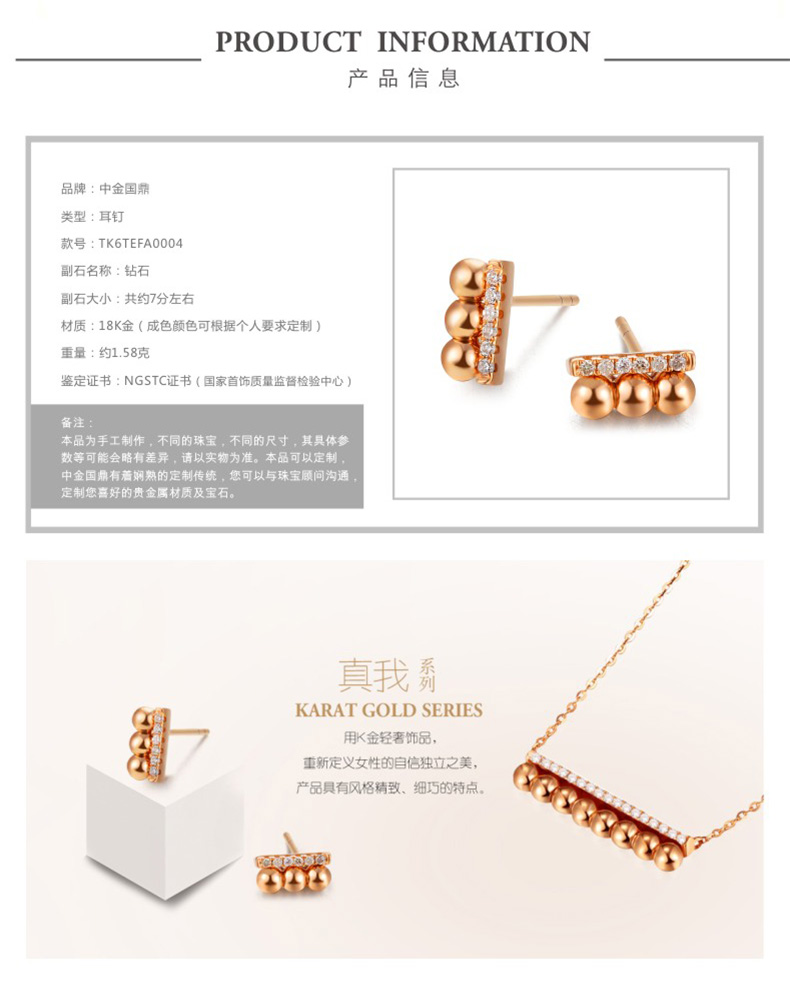 PRODUCT INFORMATION
产品信息
品牌：中金国鼎
类型：耳钉
款号：TK6TEFA0004
副石名称：钻石
副石大小：共约7分左右
材质：18K金（成色颜色可根据个人要求定制）
重量：约1.58克
鉴定证书：NGSTC证书（国家首饰质量监督检验中心）
备注：
本品为手工制作，不同的珠宝，不同的尺寸，其具体参
数等可能会略有差异，请以实物为准。本品可以定制，
中金国鼎有着娴熟的定制传统，您可以与珠宝顾问沟通，
定制您喜好的贵金属材质及宝石。
真我系列
KARAT GOLD SERIES
用K金轻奢饰品，
重新定义女性的自信独立之美，
产品具有风格精致、细巧的特点。